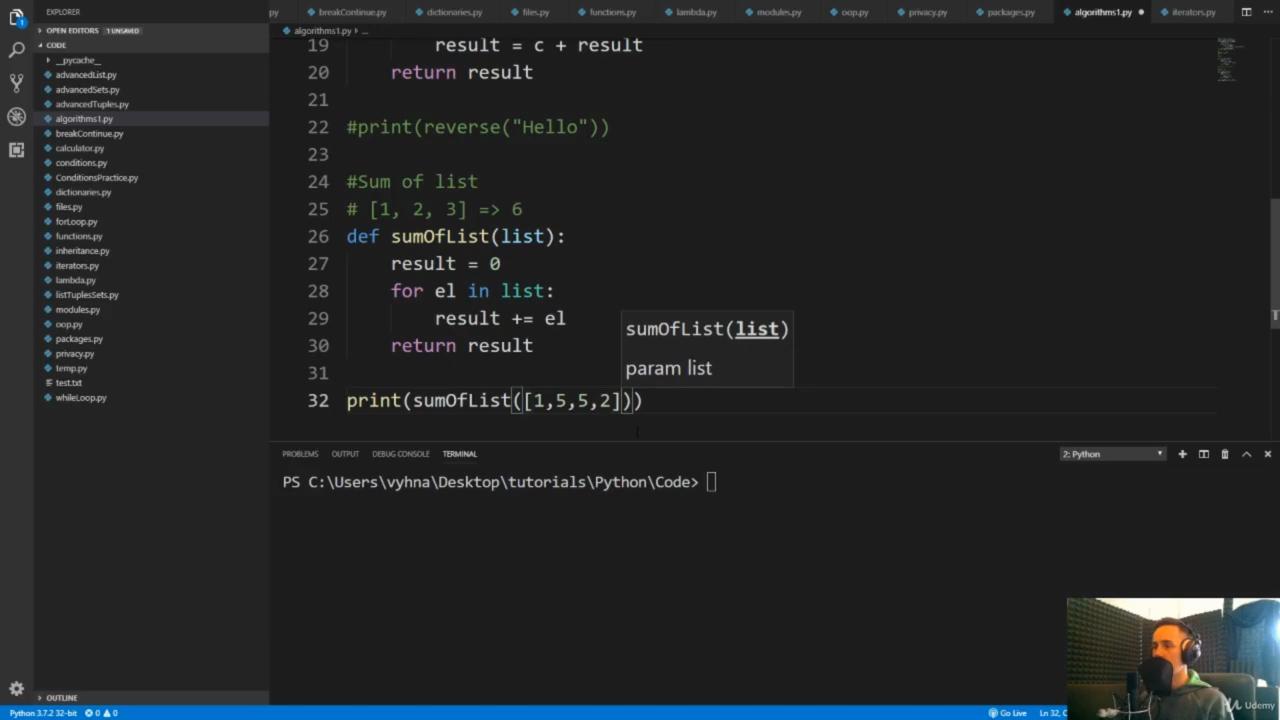 EXPLORER
OPEN EDITORS 1 UNSAVED
CODE
__pycache__
advancedList.py
advancedSets.py
advancedTuples.py
algorithms1.py
breakContinue.py
calculator.py
conditions.py
ConditionsPractice.py
dictionaries.py
files.py
forLoop.py
functions.py
inheritance.py
iterators.py
lambda.py
listTuplesSets.py
modules.py
oop.py
packages.py
privacy.py
temp.py
test.txt
whileLoop.py
OUTLINE
py breakContinue.py dictionaries.py files.py functions.py lambda.py modules.py oop.py privacy.py packages.py algorithms1.py iterators.py
algorithms1.py ▸ ...
19 result = c + result
20 return result
21
22 #print(reverse("Hello"))
23
24 #Sum of list
25 # [1, 2, 3] => 6
26 def sumOfList(list):
27 result = 0
28 for el in list:
29 result += el
30 return result
31
32 print(sumOfList([1,5,5,2]))
sumOfList(list)
param list
PROBLEMS OUTPUT DEBUG CONSOLE TERMINAL 2: Python
PS C:\Users\vyhna\Desktop\tutorials\Python\Code>
Python 3.7.2 32-bit 0 0 Go Live Ln 32, C
Udemy